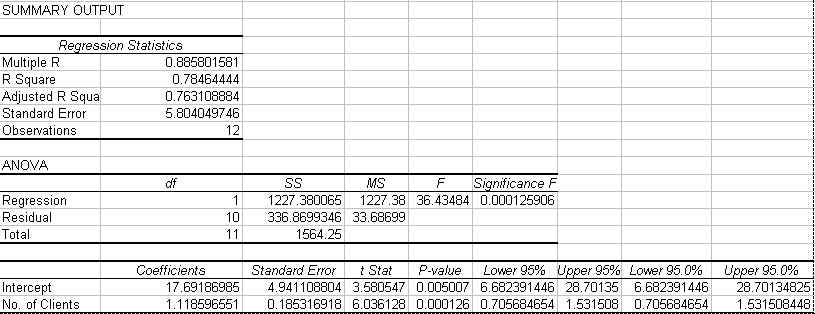 SUMMARY OUTPUT
Regression Statistics
Multiple R 0.885801581
R Square 0.78464444
Adjusted R Squa 0.763108884
Standard Error 5.804049746
Observations 12
ANOVA
df SS MS F Significance F
Regression 1 1227.380065 1227.38 36.43484 0.000125906
Residual 10 336.8699346 33.68699
Total 11 1564.25
Coefficients Standard Error t Stat P-value Lower 95% Upper 95% Lower 95.0% Upper 95.0%
Intercept 17.69186985 4.941108804 3.580547 0.005007 6.682391446 28.70135 6.682391446 28.70134825
No. of Clients 1.118596551 0.185316918 6.036128 0.000126 0.705684654 1.531508 0.705684654 1.531508448